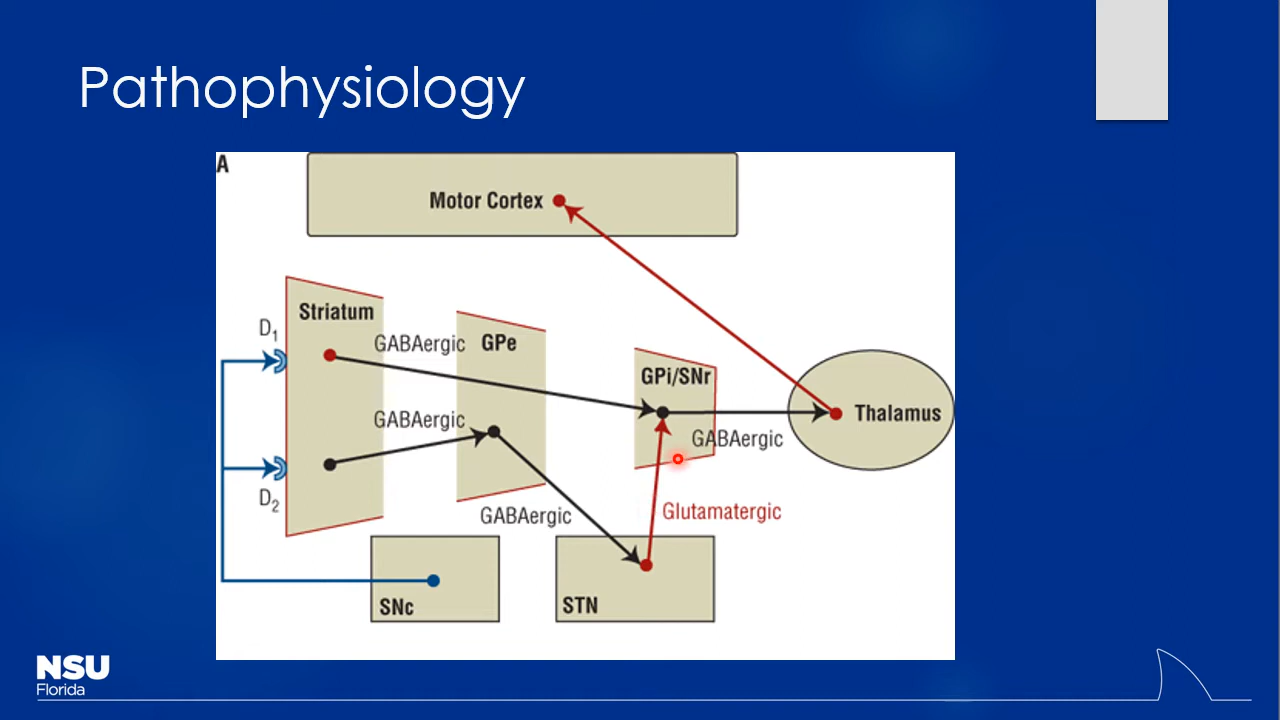 Pathophysiology
A
Motor Cortex
Striatum
D1
GABAergic
GPe
GPi/SNr
GABAergic
Thalamus
GABAergic
D2
GABAergic
Glutamatergic
SNc
STN
NSU
Florida